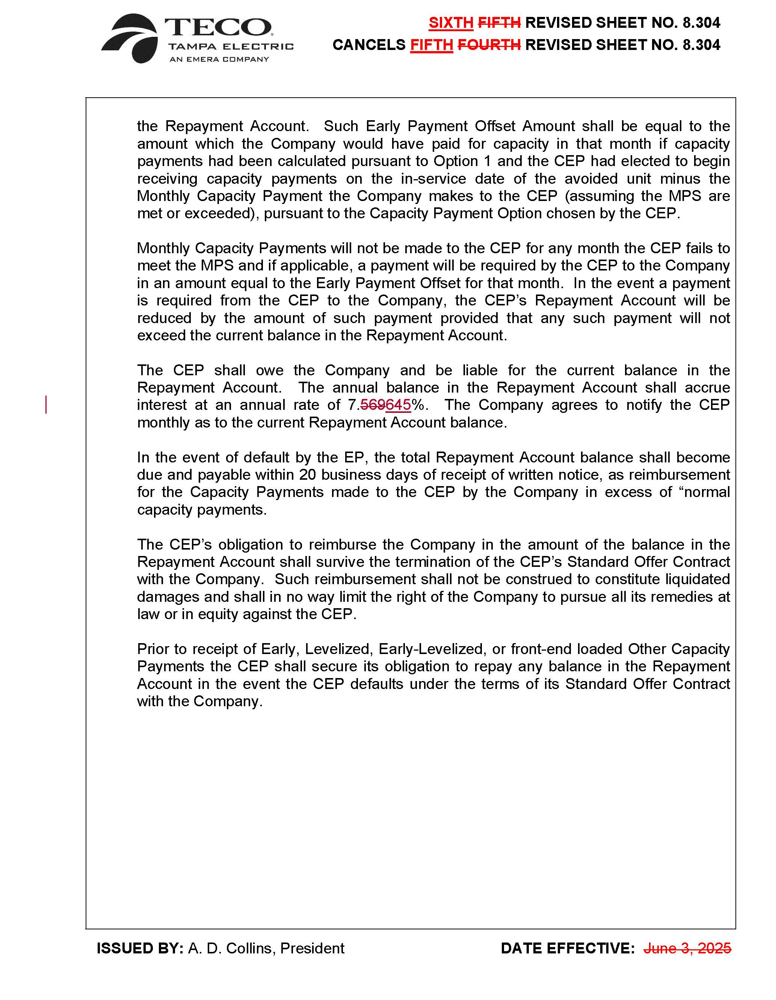 TECO®
TAMPA ELECTRIC
AN EMERA COMPANY
SIXTH FIFTH REVISED SHEET NO. 8.304
CANCELS FIFTH FOURTH REVISED SHEET NO. 8.304
the Repayment Account. Such Early Payment Offset Amount shall be equal to the
amount which the Company would have paid for capacity in that month if capacity
payments had been calculated pursuant to Option 1 and the CEP had elected to begin
receiving capacity payments on the in-service date of the avoided unit minus the
Monthly Capacity Payment the Company makes to the CEP (assuming the MPS are
met or exceeded), pursuant to the Capacity Payment Option chosen by the CEP.
Monthly Capacity Payments will not be made to the CEP for any month the CEP fails to
meet the MPS and if applicable, a payment will be required by the CEP to the Company
in an amount equal to the Early Payment Offset for that month. In the event a payment
is required from the CEP to the Company, the CEP’s Repayment Account will be
reduced by the amount of such payment provided that any such payment will not
exceed the current balance in the Repayment Account.
The CEP shall owe the Company and be liable for the current balance in the
Repayment Account. The annual balance in the Repayment Account shall accrue
interest at an annual rate of 7.569645%. The Company agrees to notify the CEP
monthly as to the current Repayment Account balance.
In the event of default by the EP, the total Repayment Account balance shall become
due and payable within 20 business days of receipt of written notice, as reimbursement
for the Capacity Payments made to the CEP by the Company in excess of “normal
capacity payments.
The CEP’s obligation to reimburse the Company in the amount of the balance in the
Repayment Account shall survive the termination of the CEP’s Standard Offer Contract
with the Company. Such reimbursement shall not be construed to constitute liquidated
damages and shall in no way limit the right of the Company to pursue all its remedies at
law or in equity against the CEP.
Prior to receipt of Early, Levelized, Early-Levelized, or front-end loaded Other Capacity
Payments the CEP shall secure its obligation to repay any balance in the Repayment
Account in the event the CEP defaults under the terms of its Standard Offer Contract
with the Company.
ISSUED BY: A. D. Collins, President
DATE EFFECTIVE: June 3, 2025